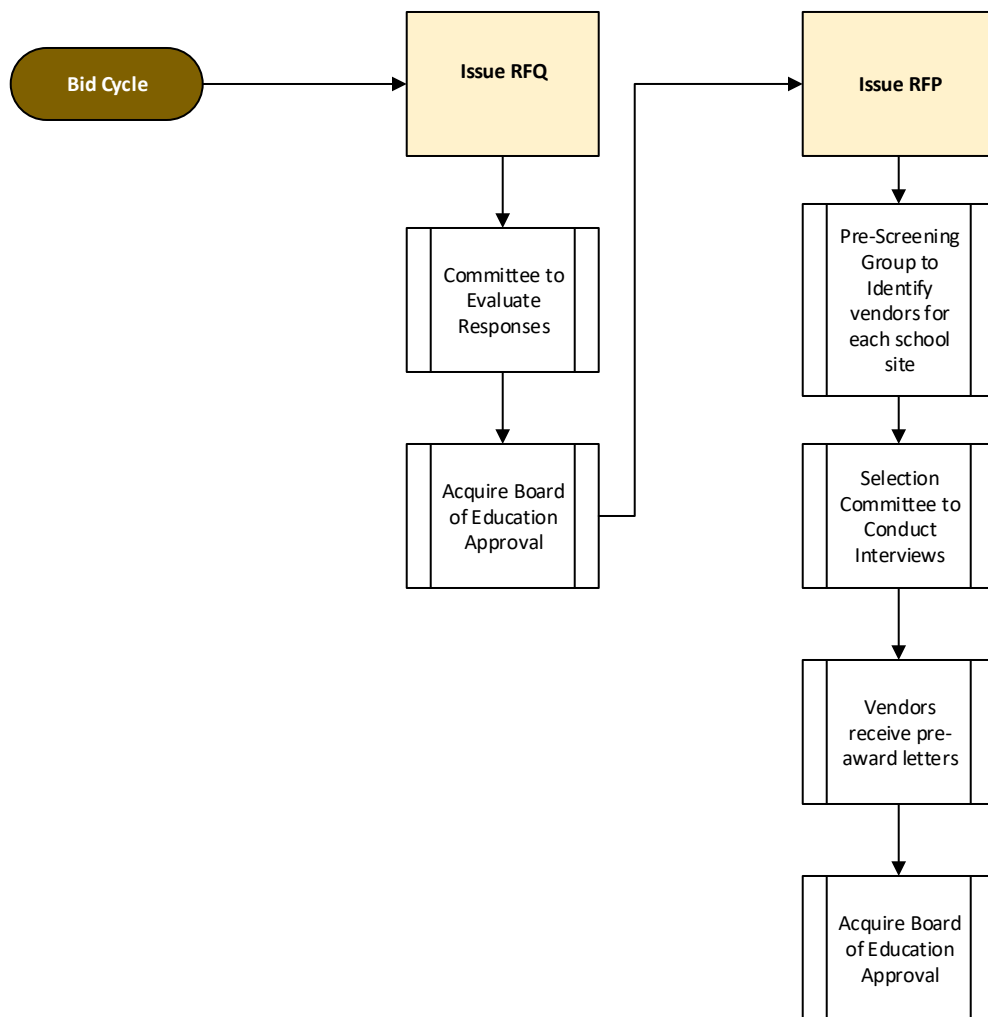 Bid Cycle
Issue RFQ
Committee to
Evaluate
Responses
Acquire Board
of Education
Approval
Issue RFP
Pre-Screening
Group to
Identify
vendors for
each school
site
Selection
Committee to
Conduct
Interviews
Vendors
receive pre-
award letters
Acquire Board
of Education
Approval